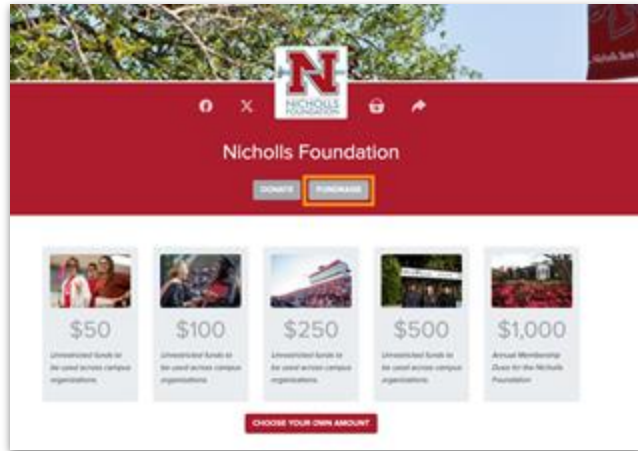 Nicholls State
N
NICHOLLS
FOUNDATION
Nicholls Foundation
DONATE
FUNDRAISE
$50
Unrestricted funds to
be used across campus
organizations.
$100
Unrestricted funds to
be used across campus
organizations.
$250
Unrestricted funds to
be used across campus
organizations.
$500
Unrestricted funds to
be used across campus
organizations.
$1,000
Annual Membership
Dues for the Nicholls
Foundation
CHOOSE YOUR OWN AMOUNT